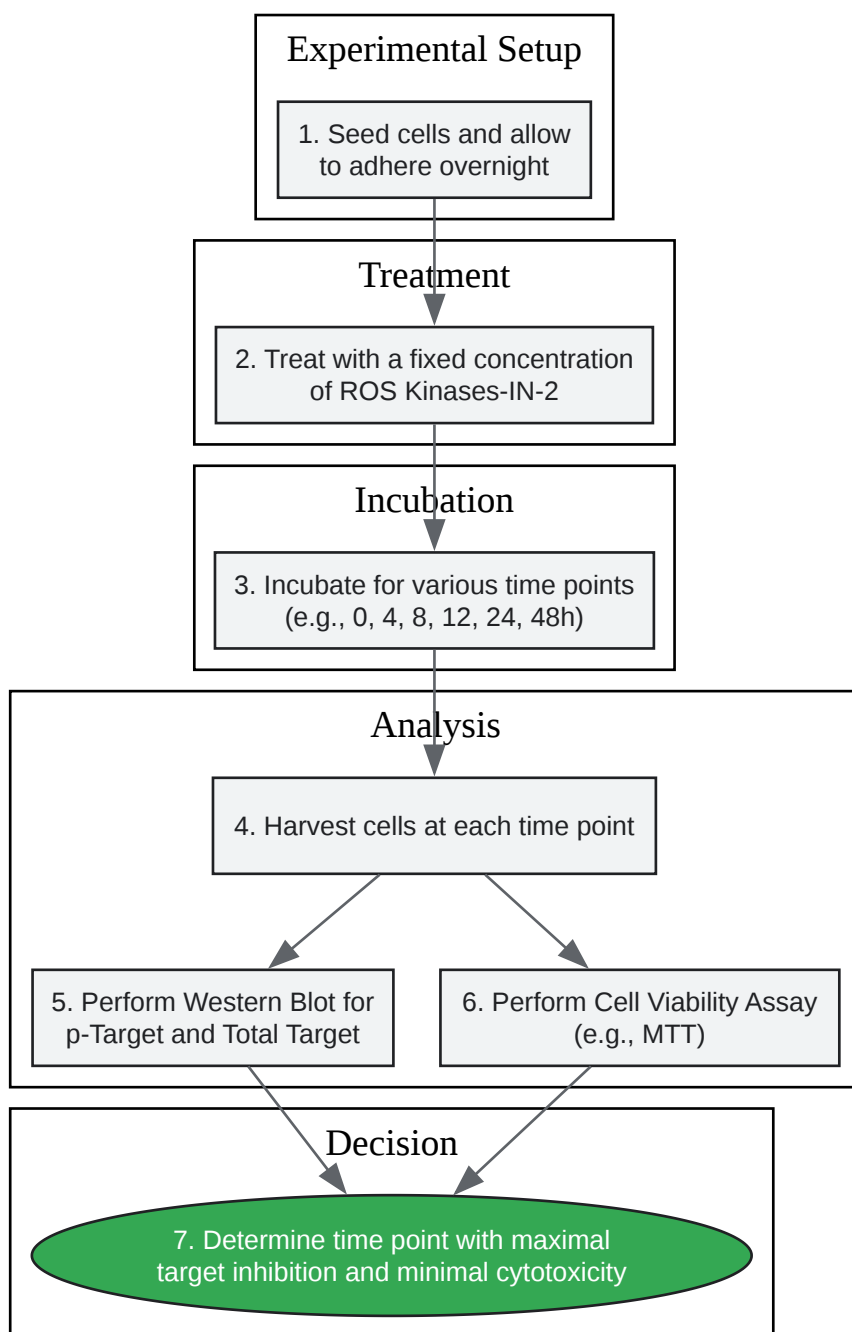 Experimental Setup
1. Seed cells and allow
to adhere overnight
Treatment
2. Treat with a fixed concentration
of ROS Kinases-IN-2
Incubation
3. Incubate for various time points
(e.g., 0, 4, 8, 12, 24, 48h)
Analysis
4. Harvest cells at each time point
5. Perform Western Blot for
p-Target and Total Target
6. Perform Cell Viability Assay
(e.g., MTT)
Decision
7. Determine time point with maximal
target inhibition and minimal cytotoxicity